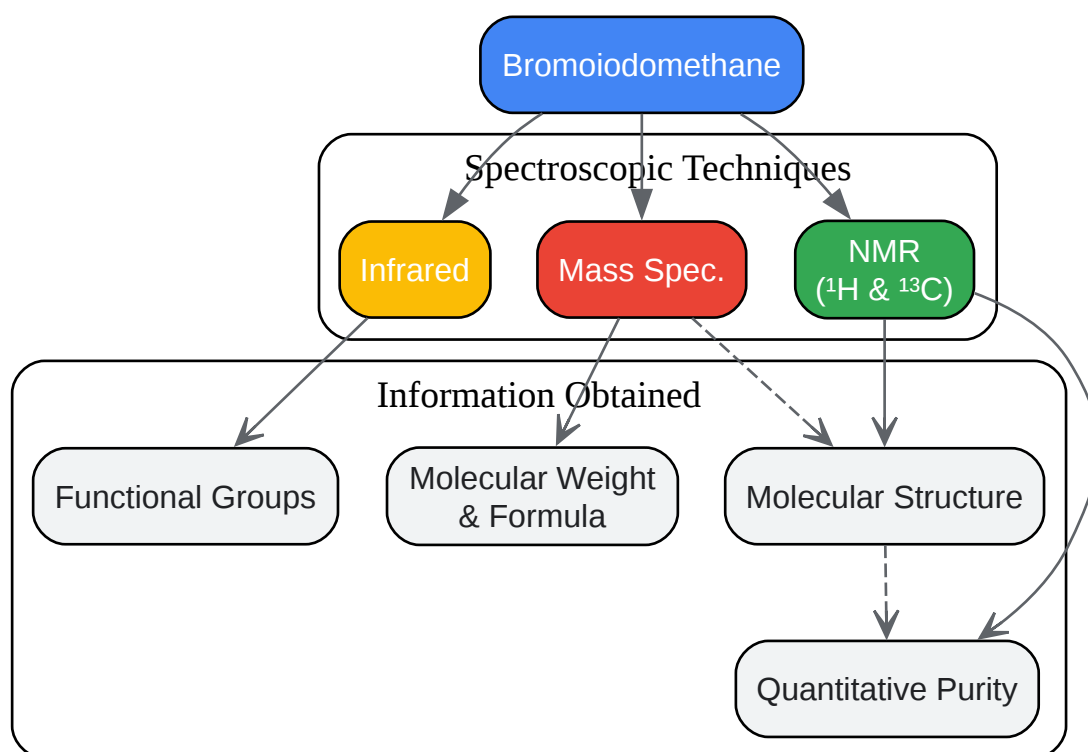 Bromoiodomethane
Spectroscopic Techniques
Infrared
Mass Spec.
NMR
(¹H & ¹³C)
Information Obtained
Functional Groups
Molecular Weight
& Formula
Molecular Structure
Quantitative Purity